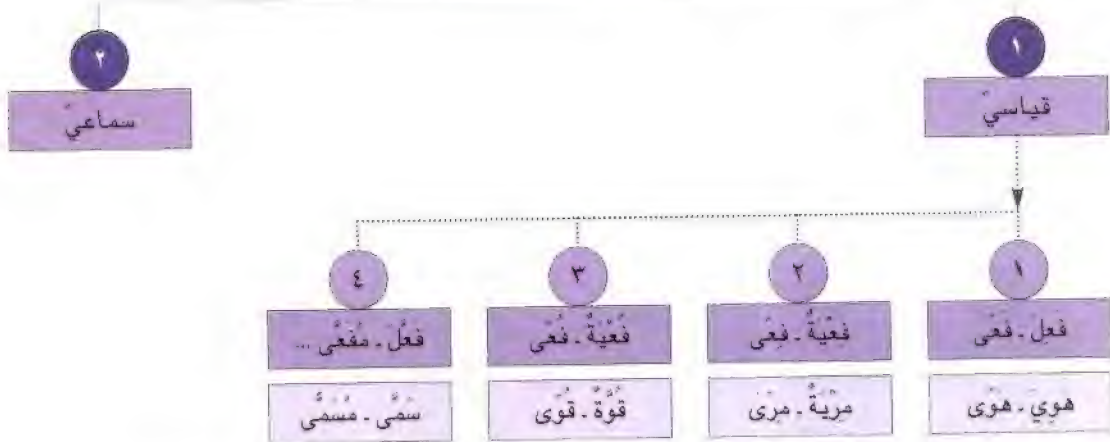 ١
٢
قياسيّ
سماعيّ
١
٢
٣
٤
فَعِلَ - فَعًى
فِعْيَةٌ - فِعًى
فُعْيَةٌ - فُعًى
فَعَّلَ - مُفَعًّى ...
هَوِيَ - هَوًى
مِرْيَةٌ - مِرًى
قُوَّةٌ - قُوًى
سَمَّى - مُسَمًّى